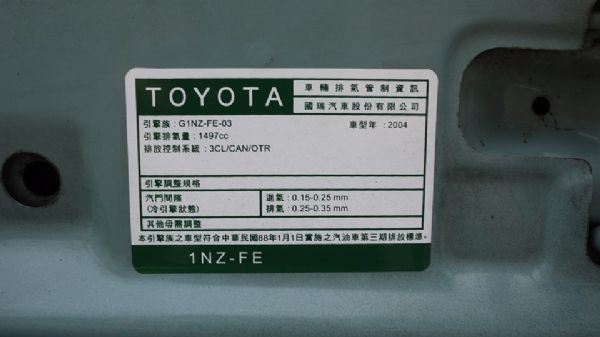 TOYOTA
車輛排氣管制資訊
國瑞汽車股份有限公司
引擎族：G1NZ-FE-03 車型年：2004
引擎排氣量：1497cc
排放控制系統：3CL/CAN/OTR
引擎調整規格
汽門間隙 進氣：0.15-0.25 mm
(冷引擎狀態) 排氣：0.25-0.35 mm
其他毋需調整
本引擎族之車型符合中華民國88年1月1日實施之汽油車第三期排放標準。
1NZ-FE